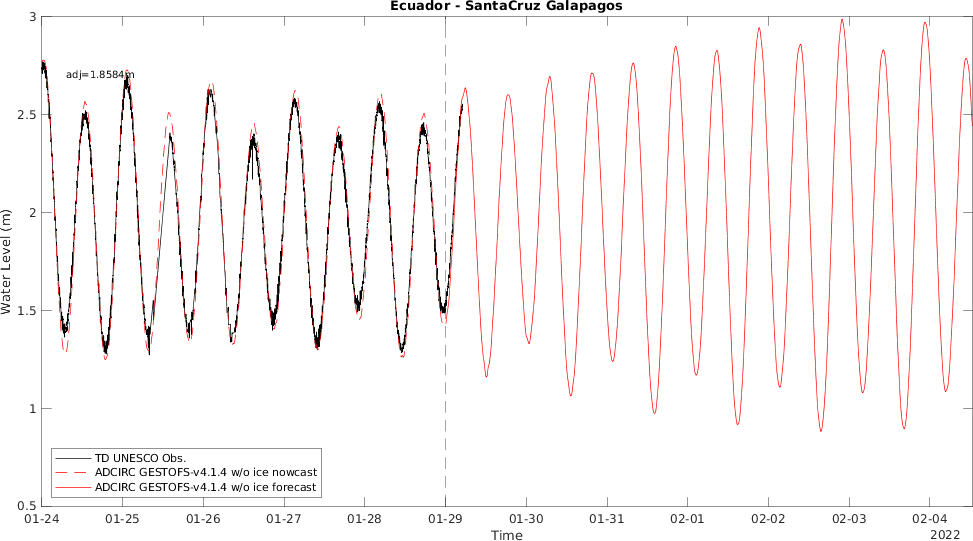 Ecuador - SantaCruz Galapagos
3
adj=1.8584m
2.5
2
Water Level (m)
1.5
1
TD UNESCO Obs.
ADCIRC GESTOFS-v4.1.4 w/o ice nowcast
ADCIRC GESTOFS-v4.1.4 w/o ice forecast
0.5
01-24 01-25 01-26 01-27 01-28 01-29 01-30 01-31 02-01 02-02 02-03 02-04
Time
2022